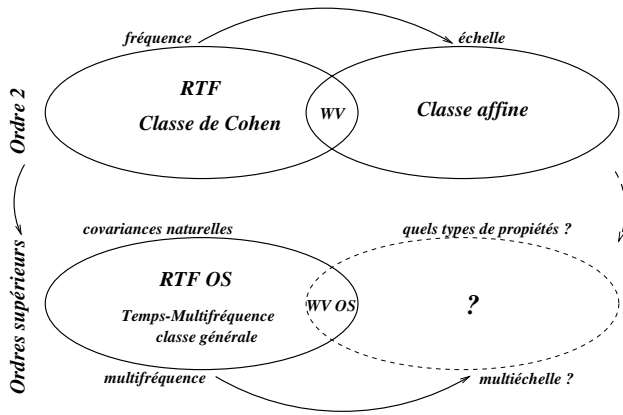 fréquence
échelle
Ordre 2
RTF
Classe de Cohen
WV
Classe affine
Ordres supérieurs
covariances naturelles
quels types de propiétés ?
RTF OS
Temps-Multifréquence
classe générale
WV OS
?
multifréquence
multiéchelle ?